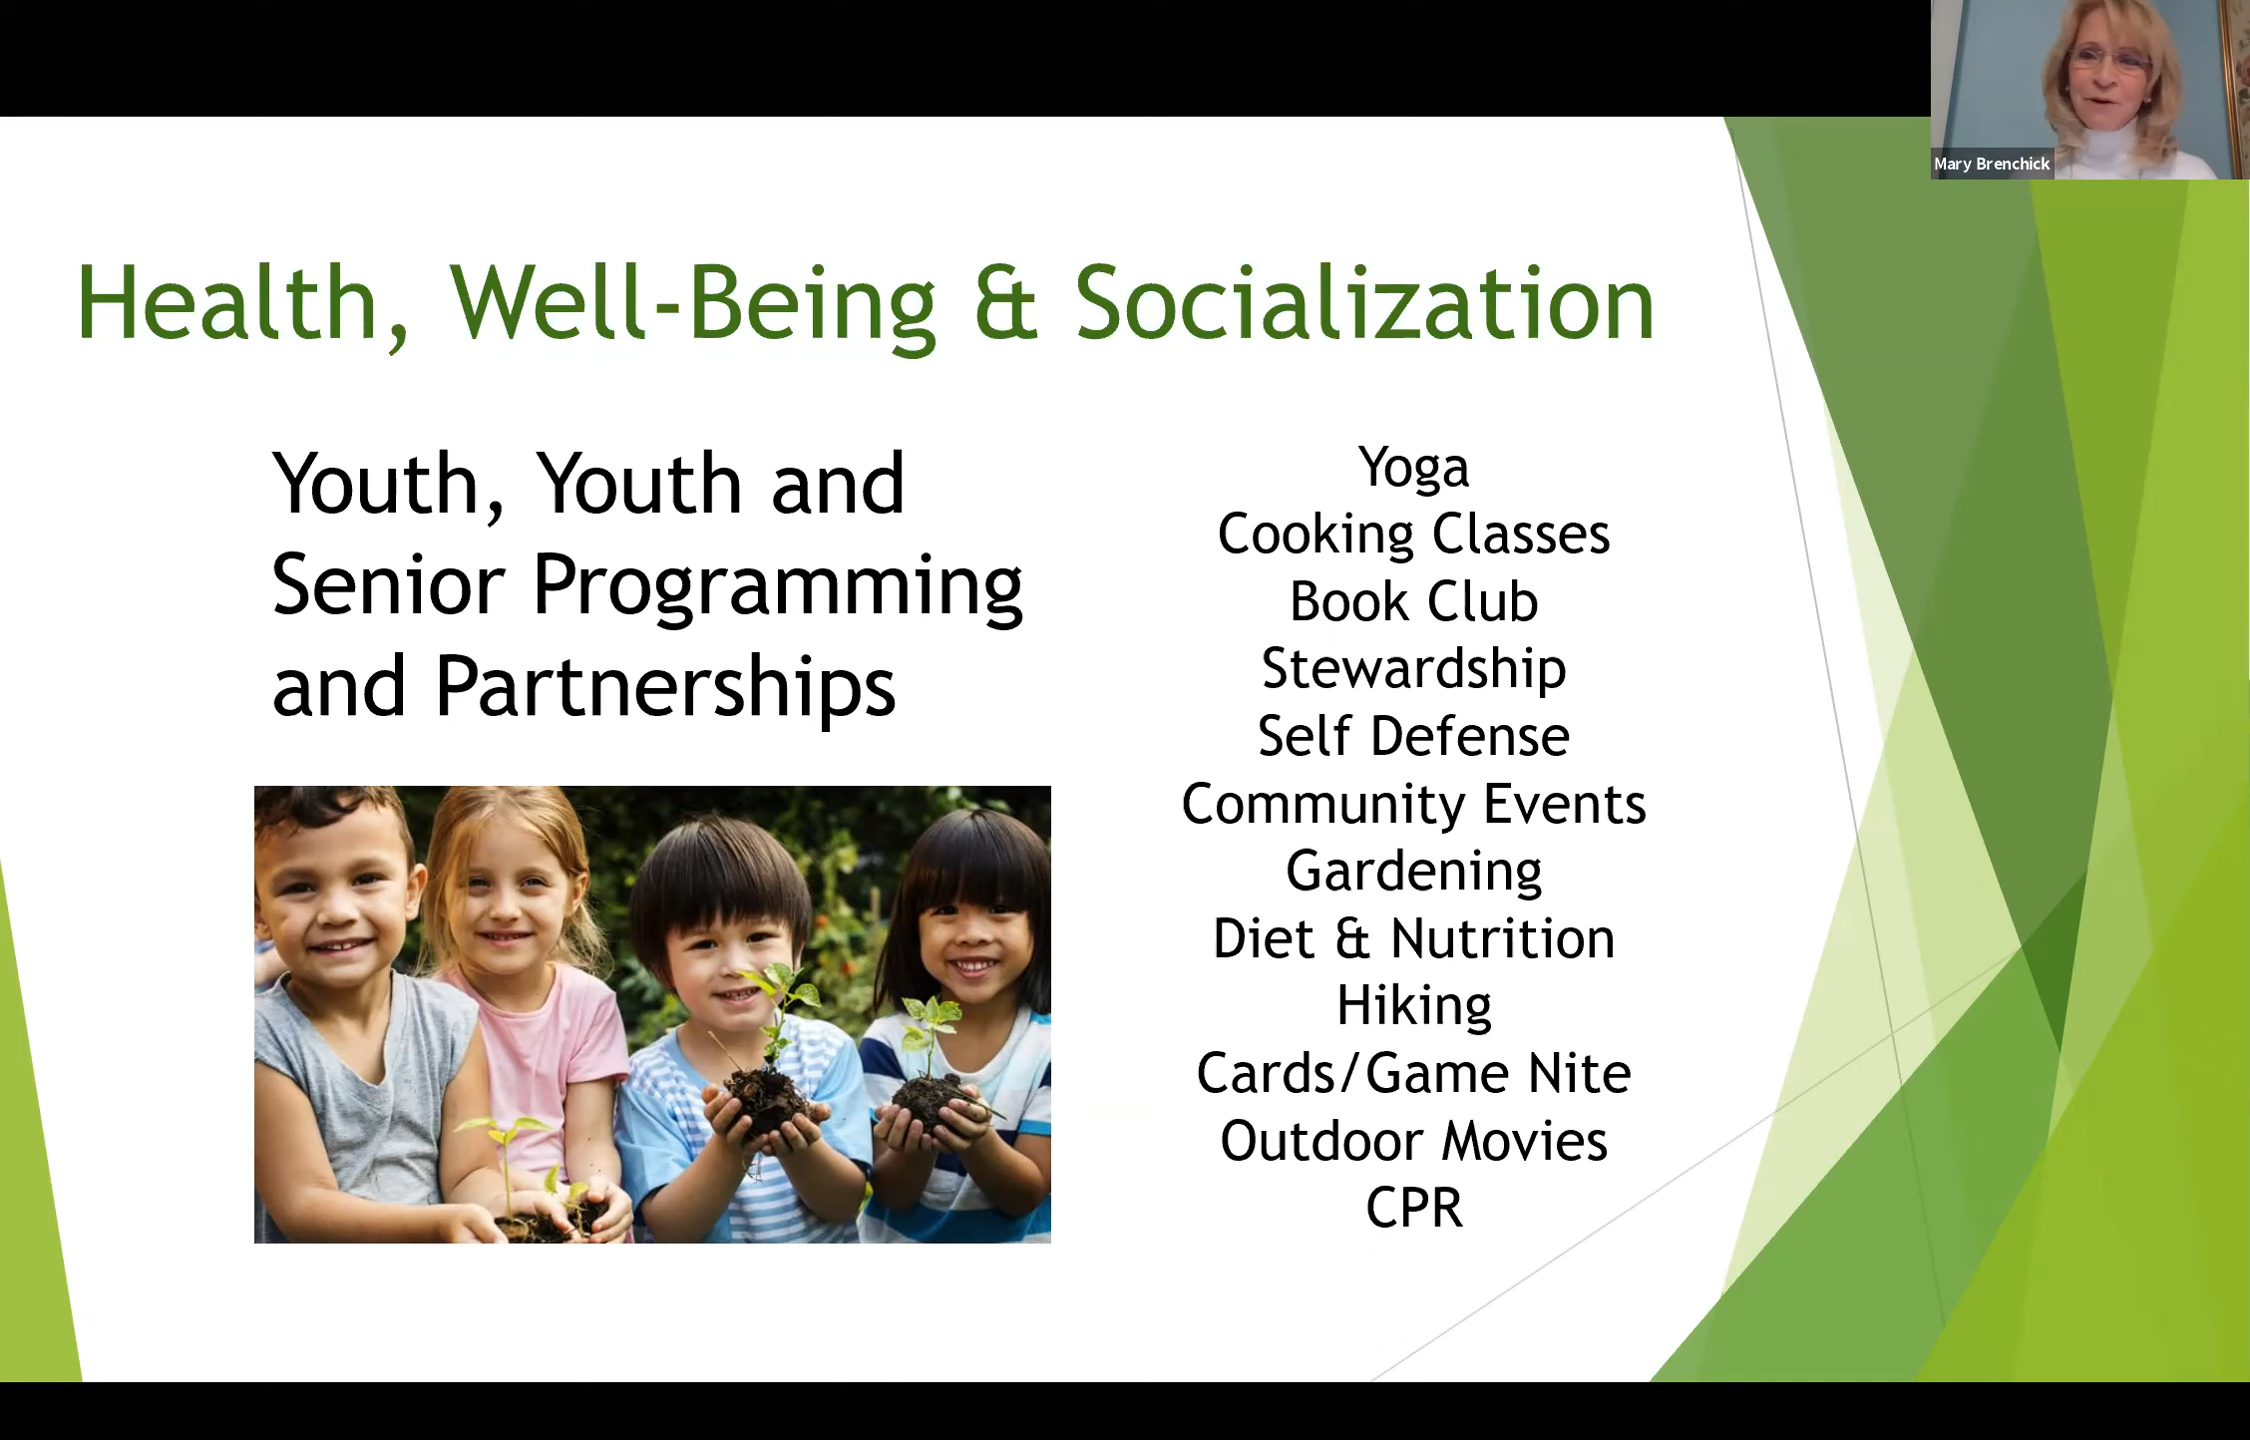 Mary Brenchick
Health, Well-Being & Socialization
Youth, Youth and
Senior Programming
and Partnerships
Yoga
Cooking Classes
Book Club
Stewardship
Self Defense
Community Events
Gardening
Diet & Nutrition
Hiking
Cards/Game Nite
Outdoor Movies
CPR